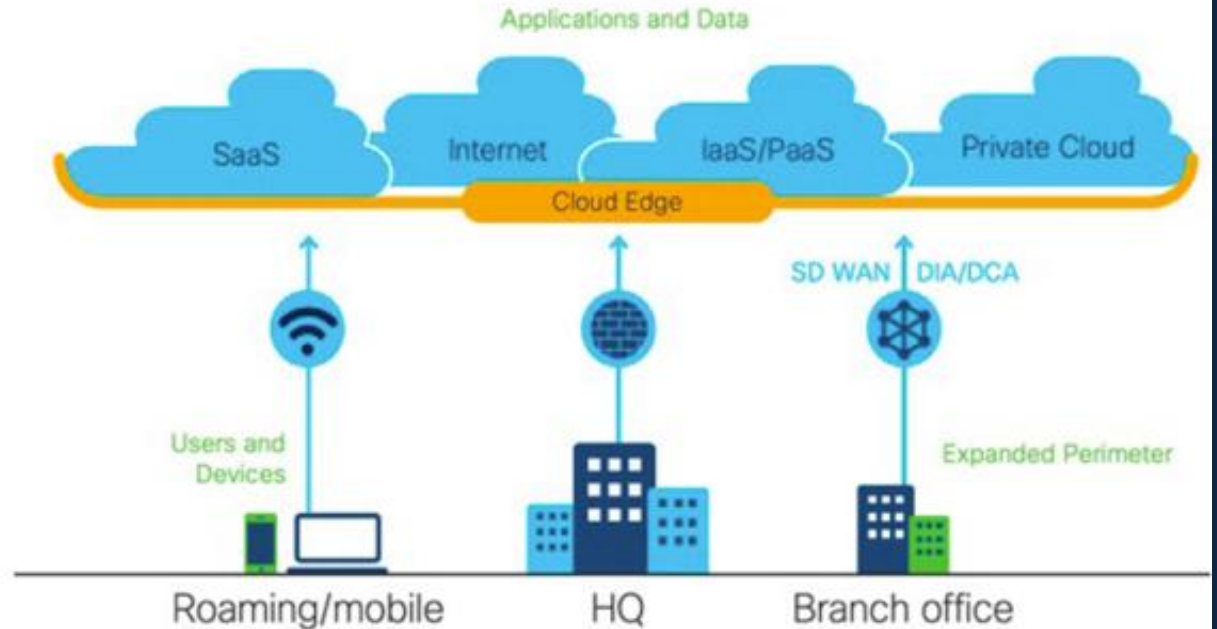 Applications and Data
SaaS
Internet
IaaS/PaaS
Private Cloud
Cloud Edge
SD WAN
DIA/DCA
Users and
Devices
Expanded Perimeter
Roaming/mobile
HQ
Branch office